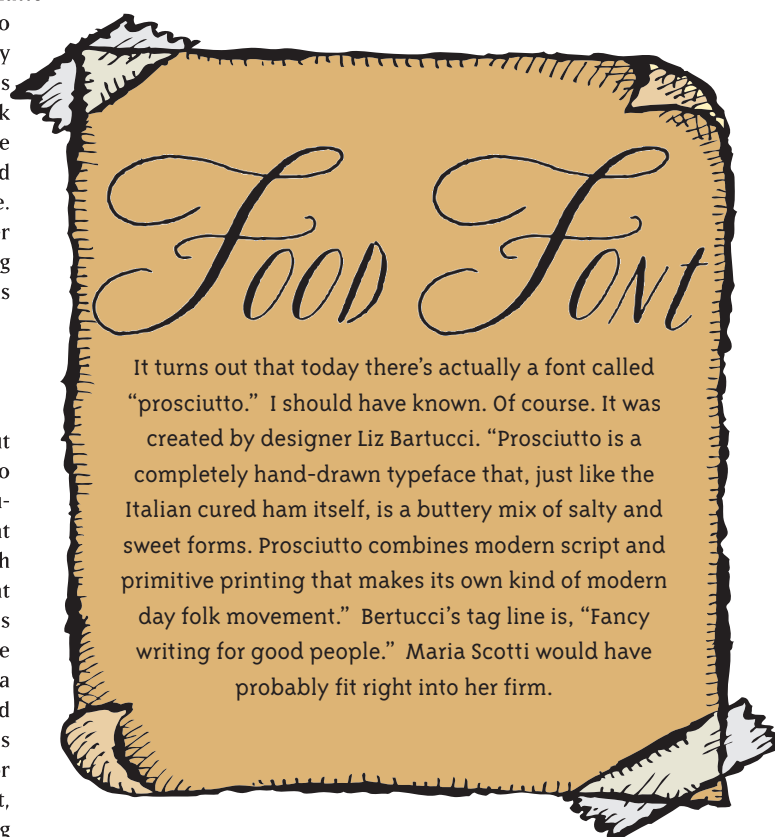 Food Font
It turns out that today there's actually a font called
“prosciutto.”  I should have known. Of course. It was
created by designer Liz Bartucci. “Prosciutto is a
completely hand-drawn typeface that, just like the
Italian cured ham itself, is a buttery mix of salty and
sweet forms. Prosciutto combines modern script and
primitive printing that makes its own kind of modern
day folk movement.”  Bertucci’s tag line is, “Fancy
writing for good people.”  Maria Scotti would have
probably fit right into her firm.